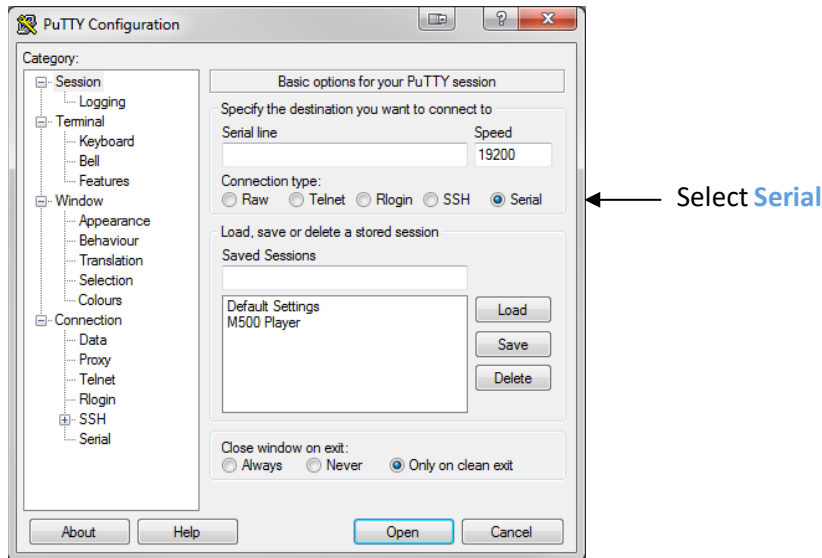 PuTTY Configuration
?
x
Category:
Session
Logging
Terminal
Keyboard
Bell
Features
Window
Appearance
Behaviour
Translation
Selection
Colours
Connection
Data
Proxy
Telnet
Rlogin
SSH
Serial
Basic options for your PuTTY session
Specify the destination you want to connect to
Serial line Speed
19200
Connection type:
Raw Telnet Rlogin SSH Serial
Select Serial
Load, save or delete a stored session
Saved Sessions
Default Settings
M500 Player
Load
Save
Delete
Close window on exit:
Always Never Only on clean exit
About Help Open Cancel